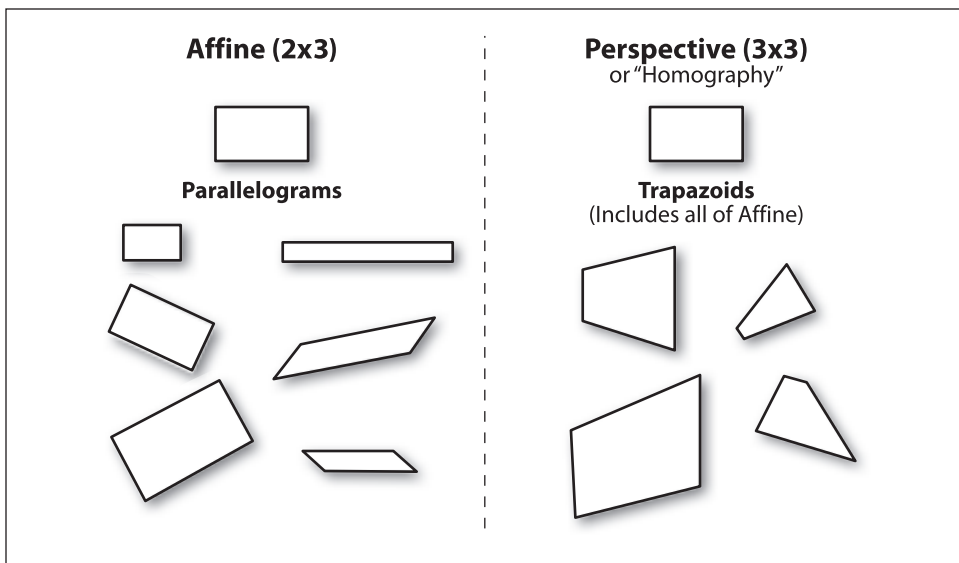 Affine (2x3)
Parallelograms
Perspective (3x3)
or “Homography”
Trapazoids
(Includes all of Affine)